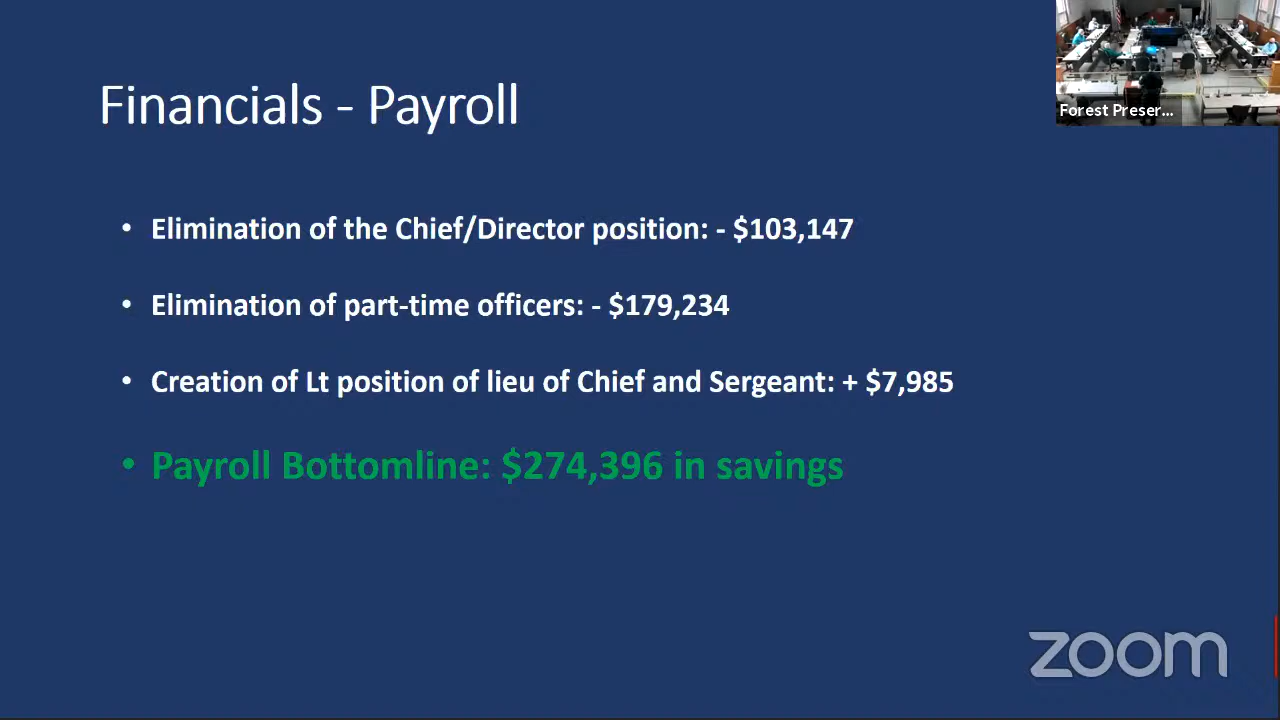 Forest Preser...
Financials - Payroll
• Elimination of the Chief/Director position: - $103,147
• Elimination of part-time officers: - $179,234
• Creation of Lt position of lieu of Chief and Sergeant: + $7,985
• Payroll Bottomline: $274,396 in savings
zoom